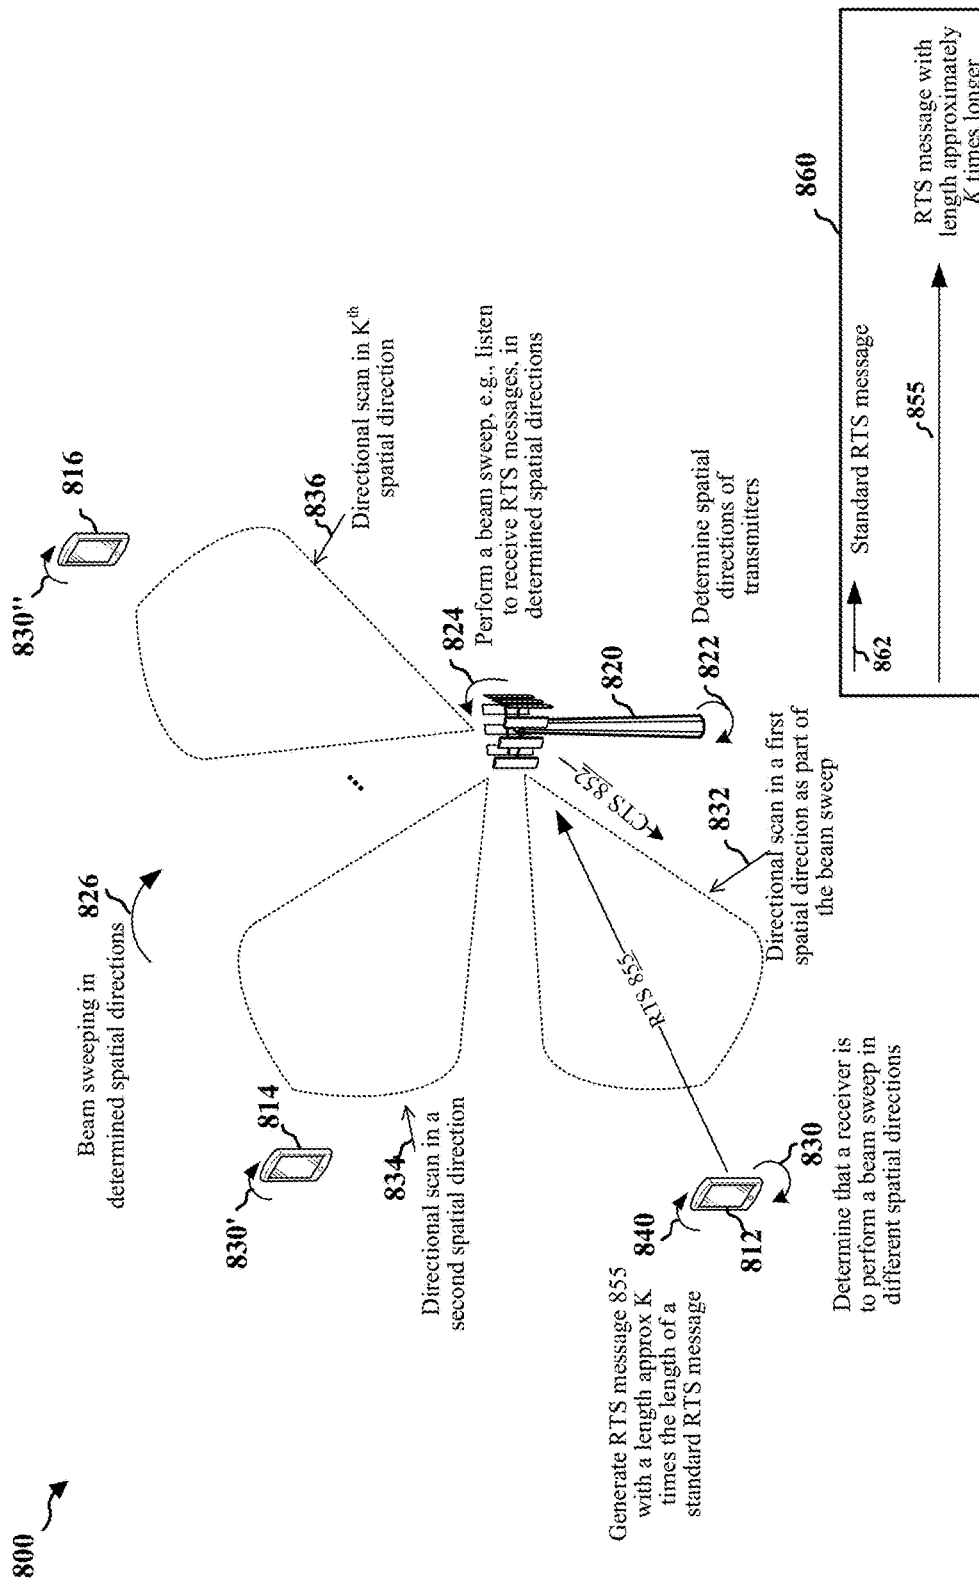 800
Beam sweeping in
determined spatial directions
826
830"
816
830'
814
834
Directional scan in a
second spatial direction
836
Directional scan in Kth
spatial direction
824
Perform a beam sweep, e.g., listen
to receive RTS messages, in
determined spatial directions
820
822
Determine spatial
directions of
transmitters
CTS 852
RTS 855
832
Directional scan in a first
spatial direction as part of
the beam sweep
Generate RTS message 855
with a length approx K
times the length of a
standard RTS message
840
812
830
Determine that a receiver is
to perform a beam sweep in
different spatial directions
860
862
Standard RTS message
855
RTS message with
length approximately
K times longer